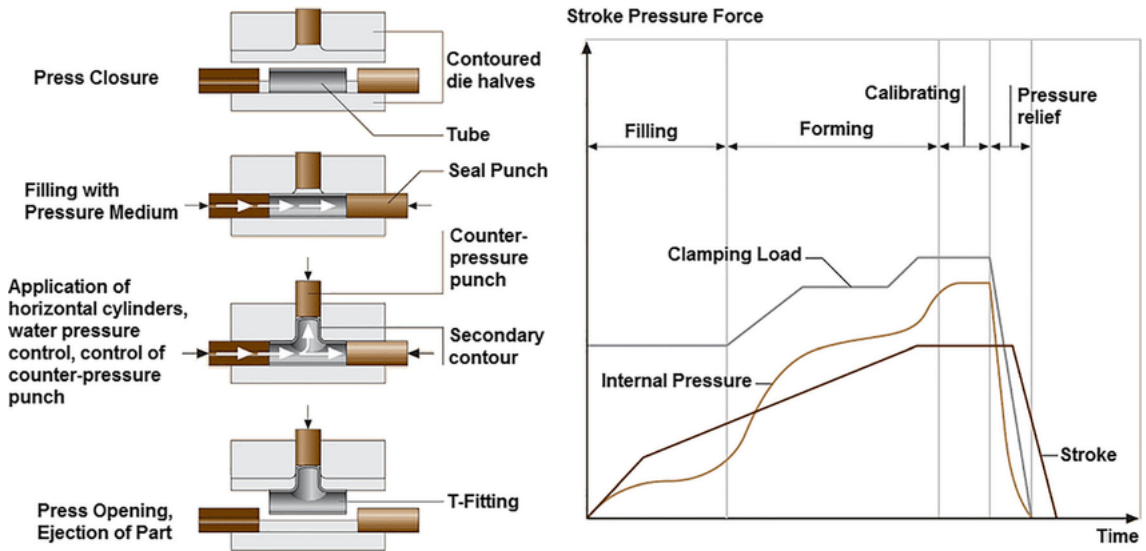 Press Closure
Contoured
die halves
Tube
Filling with
Pressure Medium
Seal Punch
Counter-
pressure
punch
Application of
horizontal cylinders,
water pressure
control, control of
counter-pressure
punch
Secondary
contour
Press Opening,
Ejection of Part
T-Fitting
Stroke Pressure Force
Filling
Forming
Calibrating
Pressure
relief
Clamping Load
Internal Pressure
Stroke
Time